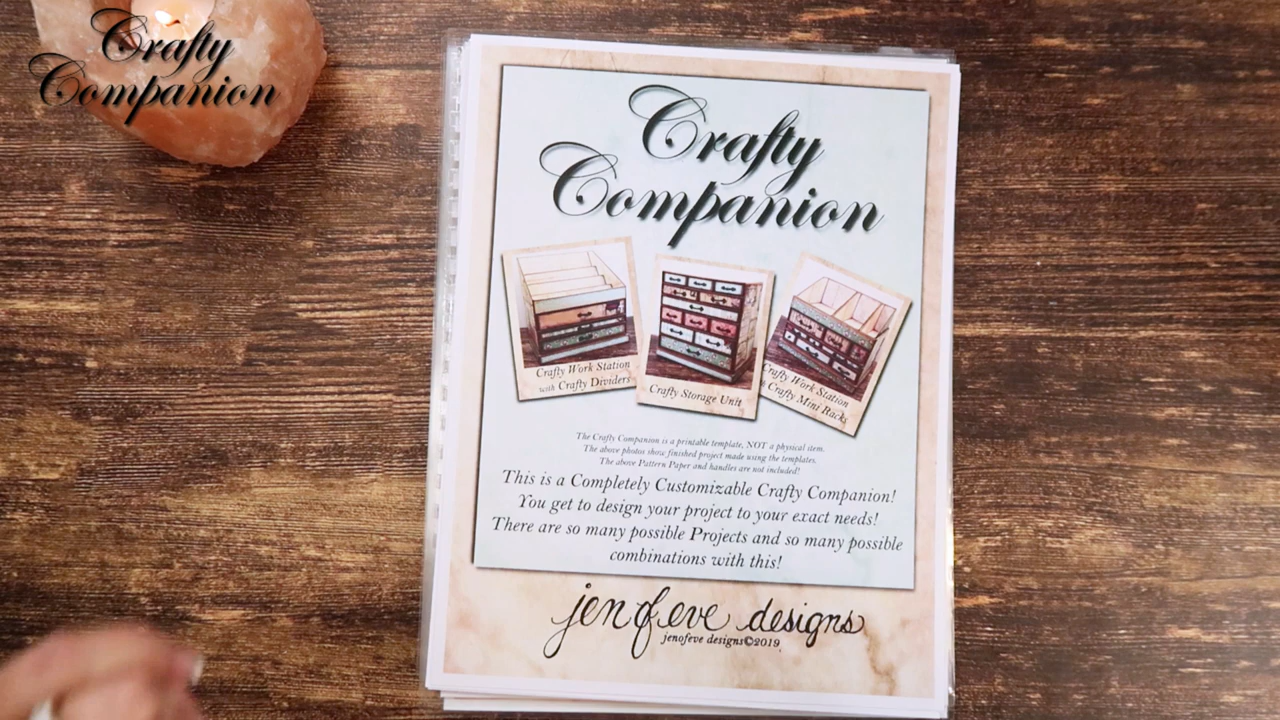 Crafty
Companion
Crafty
Companion
Crafty Work Station
with Crafty Dividers
Crafty Storage Unit
Crafty Work Station
Crafty Mini Racks
The Crafty Companion is a printable template, NOT a physical item.
The above photos show finished project made using the templates.
The above Pattern Paper and handles are not included!
This is a Completely Customizable Crafty Companion!
You get to design your project to your exact needs!
There are so many possible Projects and so many possible
combinations with this!
jen of eve designs
jenofeve designs©2019